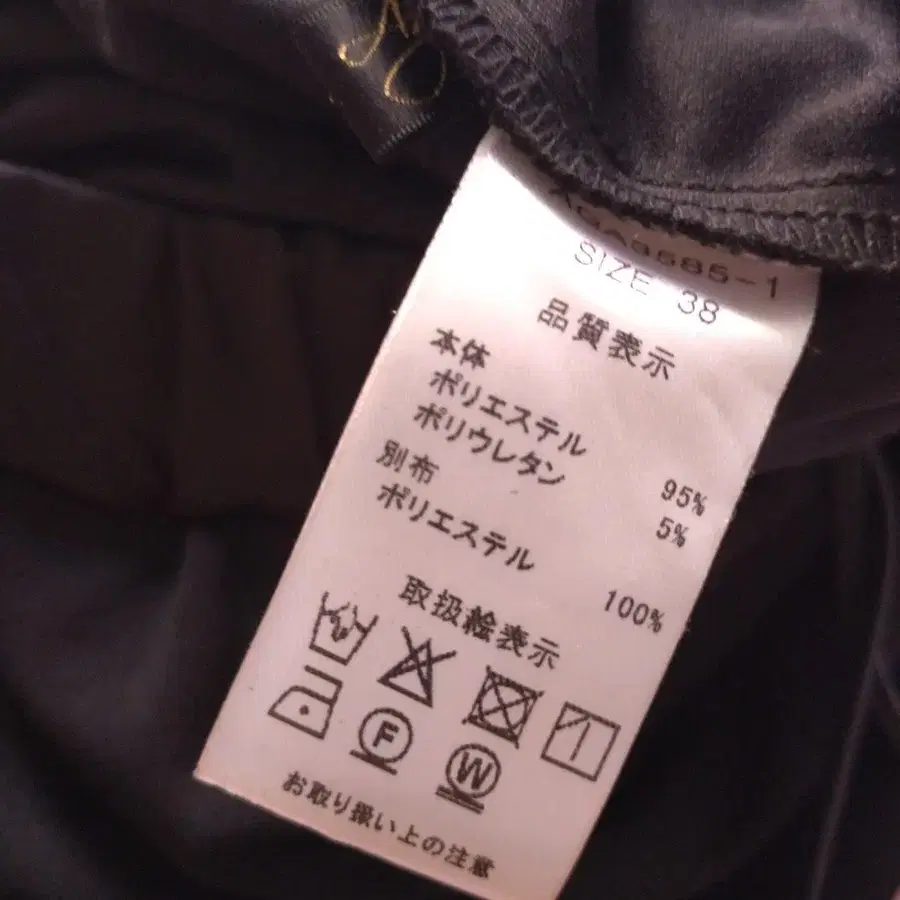 SIZE 38
品質表示
本体
ポリエステル 95%
ポリウレタン 5%
別布
ポリエステル 100%
取扱絵表示
F
W
お取り扱い上の注意